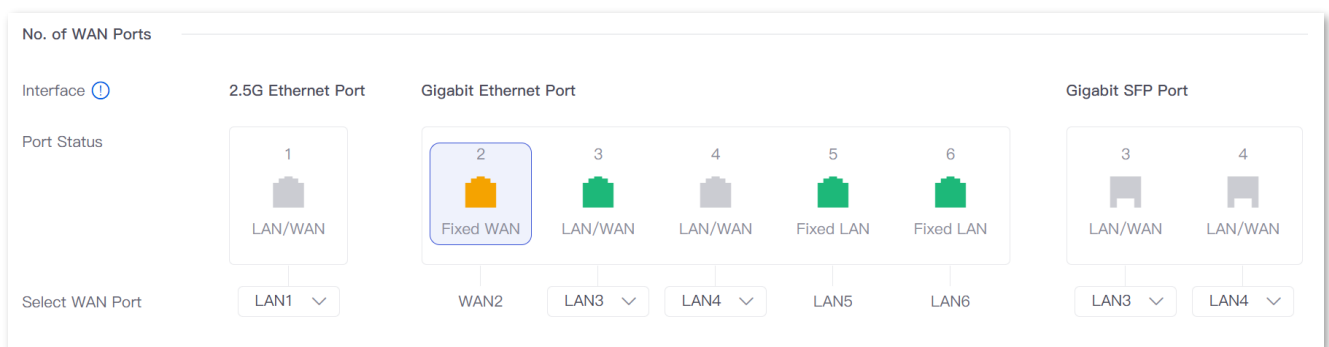 No. of WAN Ports
Interface 2.5G Ethernet Port Gigabit Ethernet Port Gigabit SFP Port
Port Status
1 2 3 4 5 6 3 4
LAN/WAN Fixed WAN LAN/WAN LAN/WAN Fixed LAN Fixed LAN LAN/WAN LAN/WAN
Select WAN Port LAN1 WAN2 LAN3 LAN4 LAN5 LAN6 LAN3 LAN4